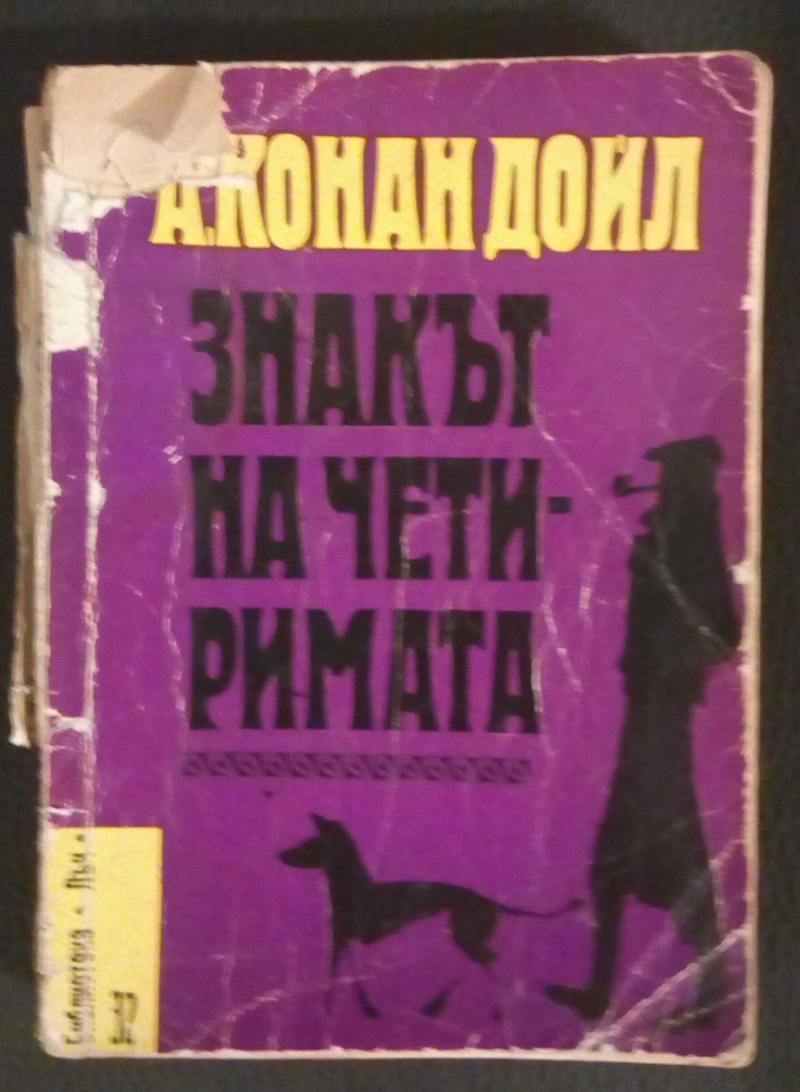 А. КОНАН ДОЙЛ
ЗНАКЪТ
НА ЧЕТИ-
РИМАТА
Библиотека • Лъч •